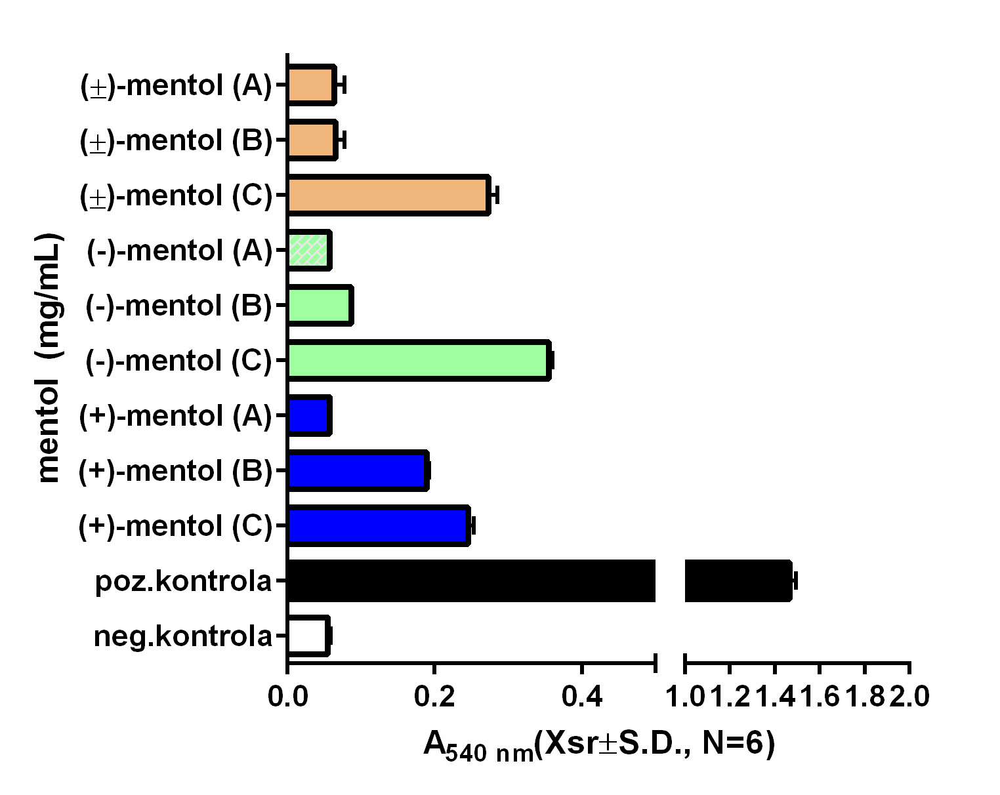 (±)-mentol (A)
(±)-mentol (B)
(±)-mentol (C)
(-)-mentol (A)
(-)-mentol (B)
(-)-mentol (C)
(+)-mentol (A)
(+)-mentol (B)
(+)-mentol (C)
poz.kontrola
neg.kontrola
mentol (mg/mL)
0.0 0.2 0.4 1.0 1.2 1.4 1.6 1.8 2.0
A540 nm(Xsr±S.D., N=6)